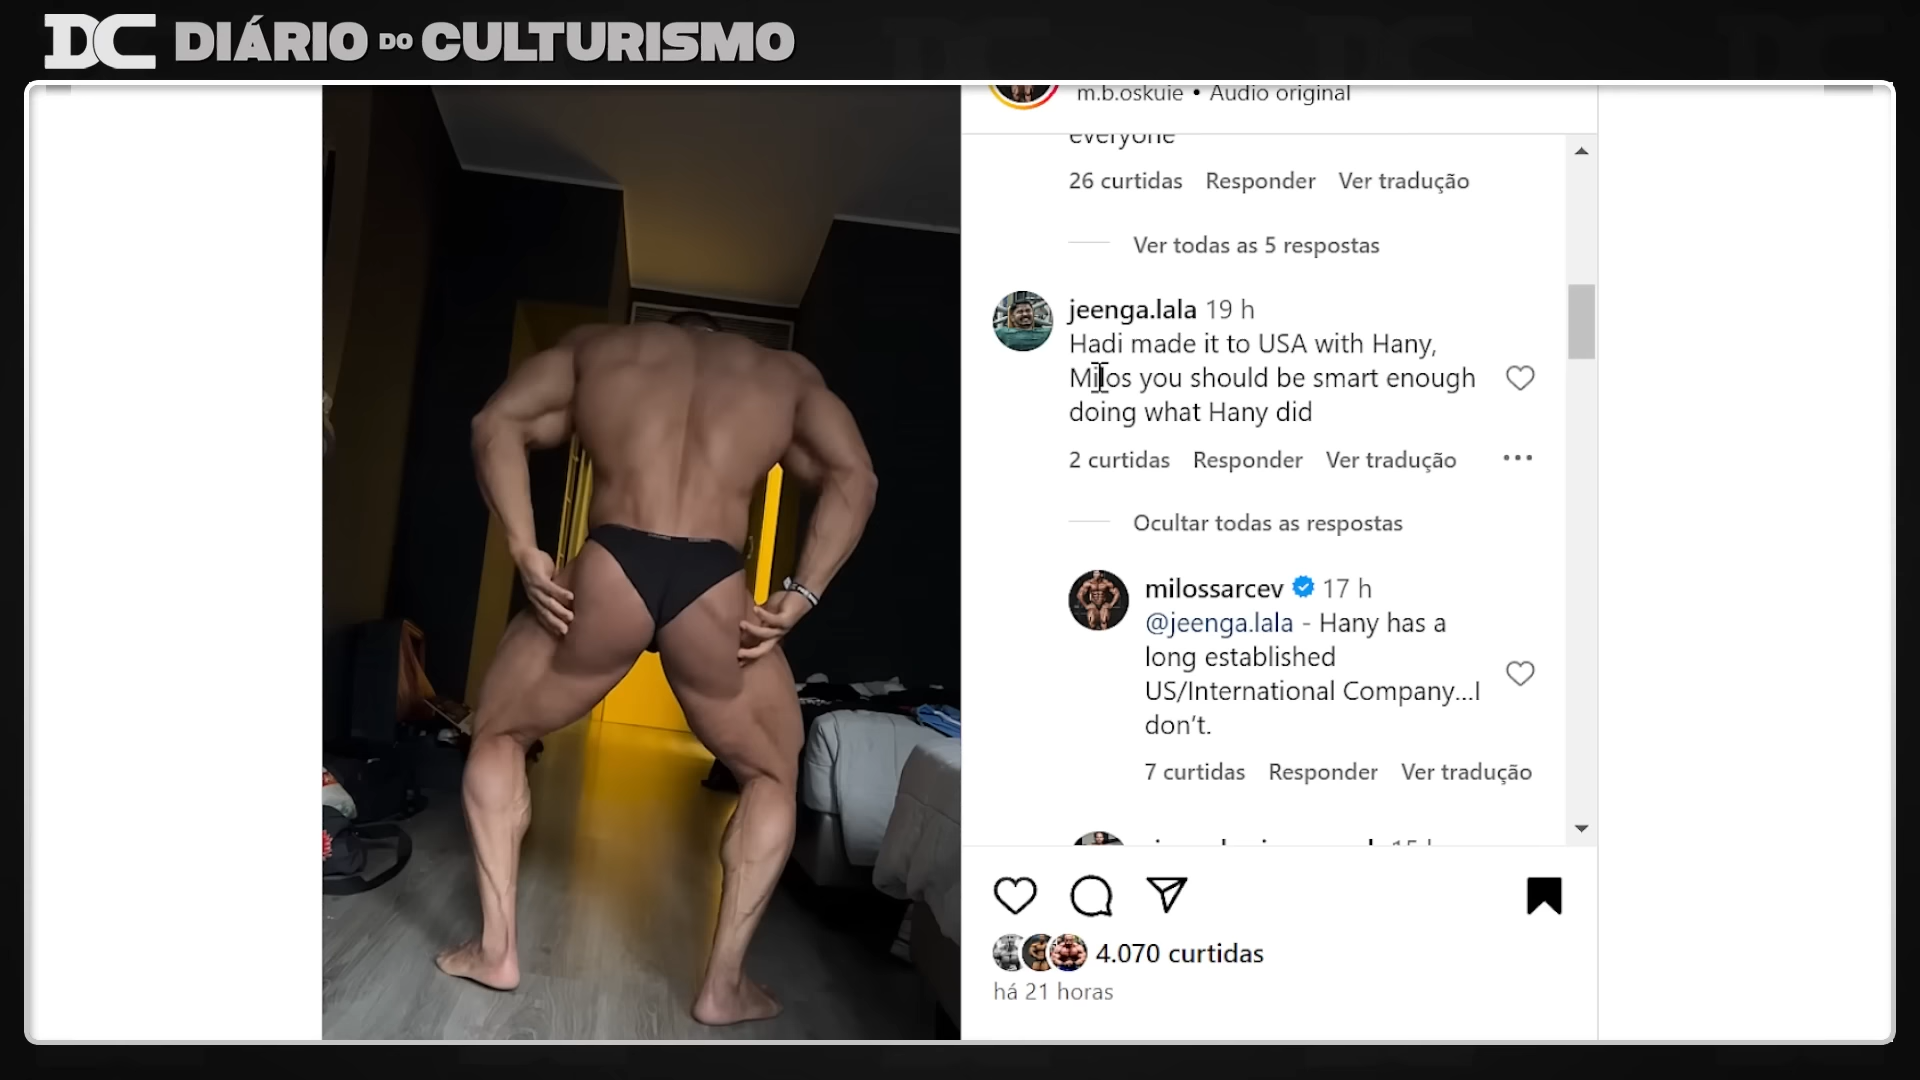 DC DIÁRIO DO CULTURISMO
m.b.oskuie • Áudio original
everyone
26 curtidas Responder Ver tradução
Ver todas as 5 respostas
jeenga.lala 19 h
Hadi made it to USA with Hany,
Milos you should be smart enough
doing what Hany did
2 curtidas Responder Ver tradução
Ocultar todas as respostas
milossarcev 17 h
@jeenga.lala - Hany has a
long established
US/International Company...I
don't.
7 curtidas Responder Ver tradução
4.070 curtidas
há 21 horas